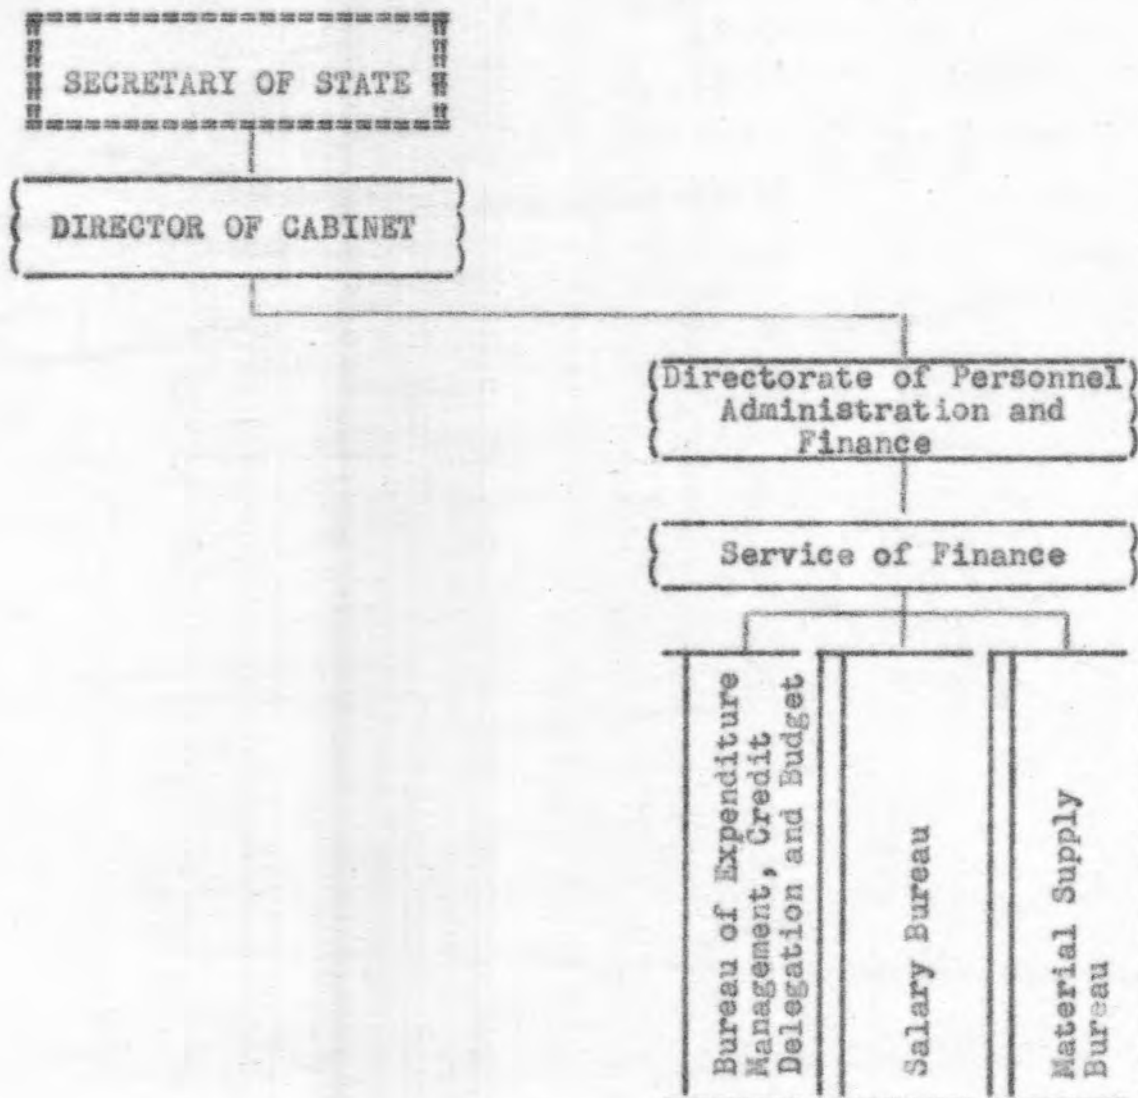 SECRETARY OF STATE
DIRECTOR OF CABINET
Directorate of Personnel
Administration and
Finance
Service of Finance
Bureau of Expenditure
Management, Credit
Delegation and Budget
Salary Bureau
Material Supply
Bureau